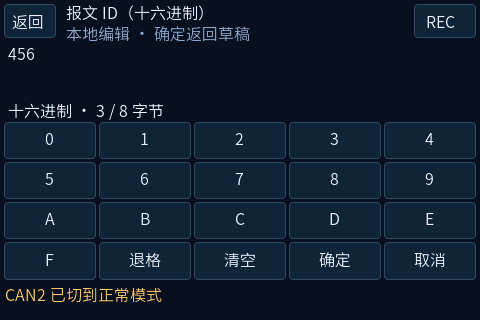 返回
报文 ID（十六进制）
REC
本地编辑 · 确定返回草稿
456
十六进制 · 3 / 8 字节
0 1 2 3 4
5 6 7 8 9
A B C D E
F 退格 清空 确定 取消
CAN2 已切到正常模式